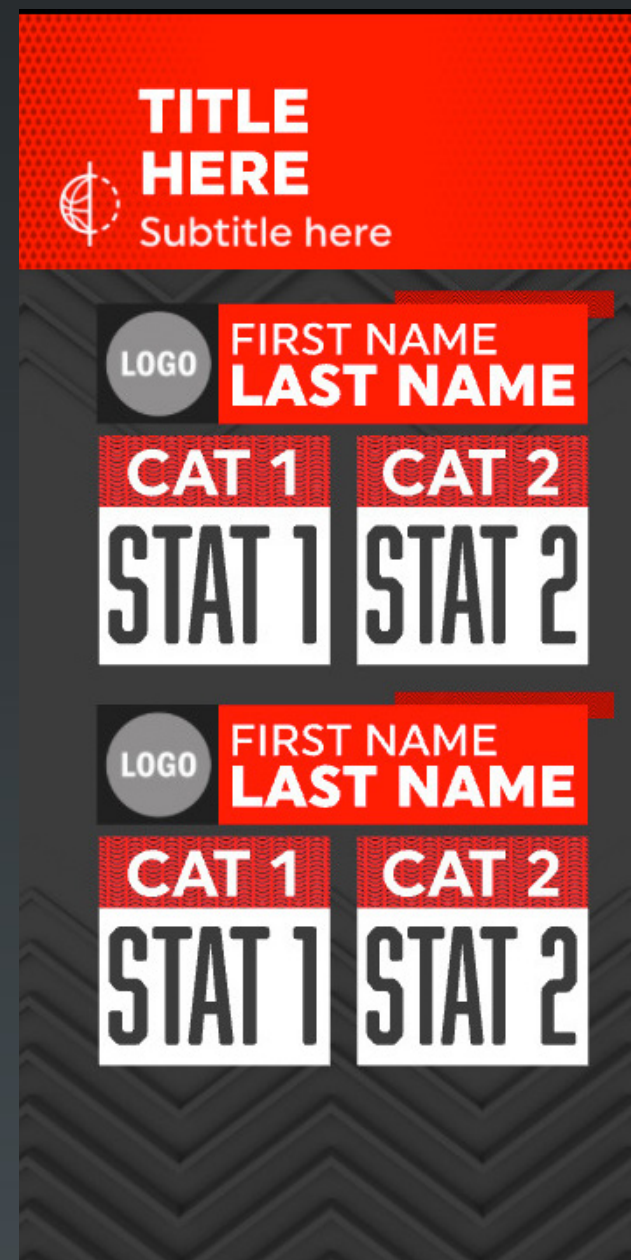 TITLE
HERE
Subtitle here
LOGO
FIRST NAME
LAST NAME
CAT 1
CAT 2
STAT 1
STAT 2
LOGO
FIRST NAME
LAST NAME
CAT 1
CAT 2
STAT 1
STAT 2